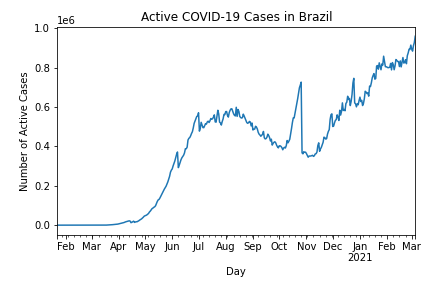 Active COVID-19 Cases in Brazil
1e6
1.0
0.8
0.6
0.4
0.2
0.0
Number of Active Cases
Feb Mar Apr May Jun Jul Aug Sep Oct Nov Dec Jan Feb Mar
2021
Day